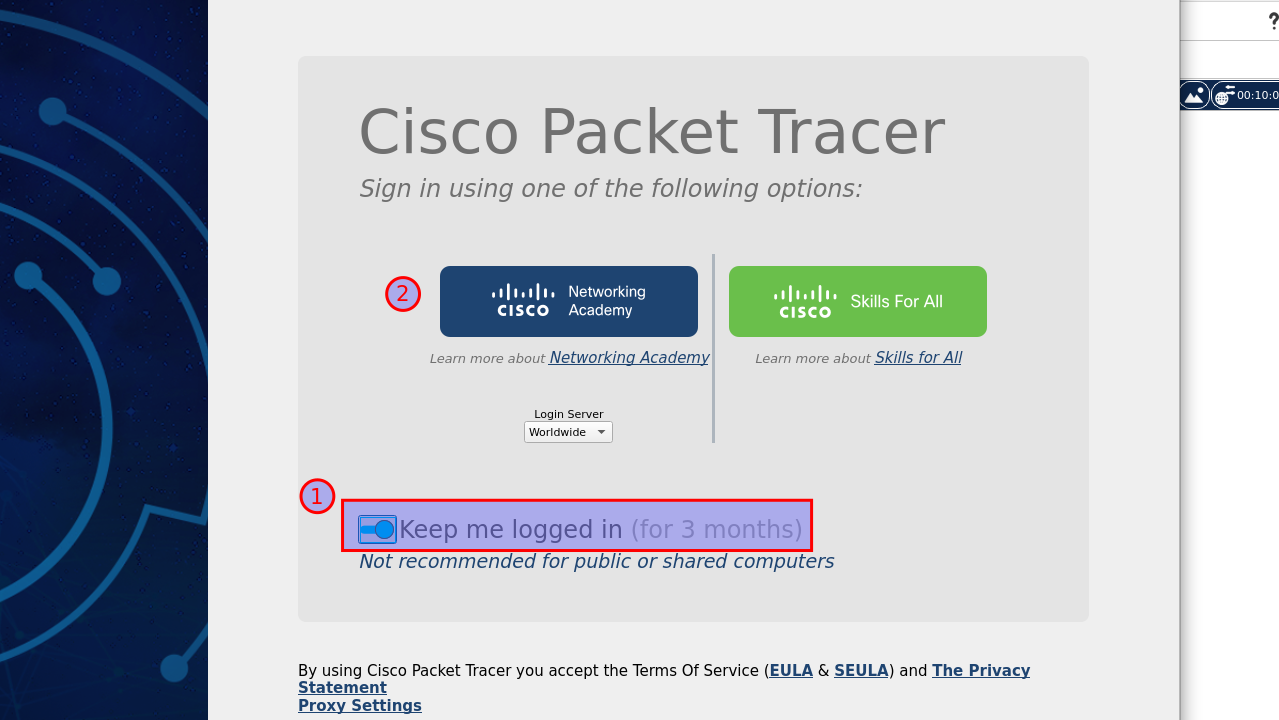 ?
00:10:0
Cisco Packet Tracer
Sign in using one of the following options:
2
CISCO
Networking
Academy
CISCO
Skills For All
Learn more about Networking Academy
Learn more about Skills for All
Login Server
Worldwide
1
Keep me logged in (for 3 months)
Not recommended for public or shared computers
By using Cisco Packet Tracer you accept the Terms Of Service (EULA & SEULA) and The Privacy
Statement
Proxy Settings